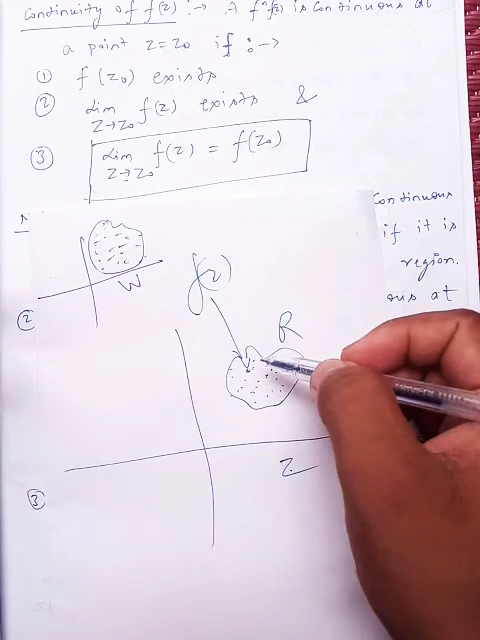 Continuity of f(z) :→ A fⁿ f(z) is Continuous at
a point z = z₀ if :→
① f(z₀) exists
② lim f(z) exists &
z→z₀
③ lim f(z) = f(z₀)
z→z₀
Continuous
if it is
region.
W
f(z)
②
ous at
R
Z
③